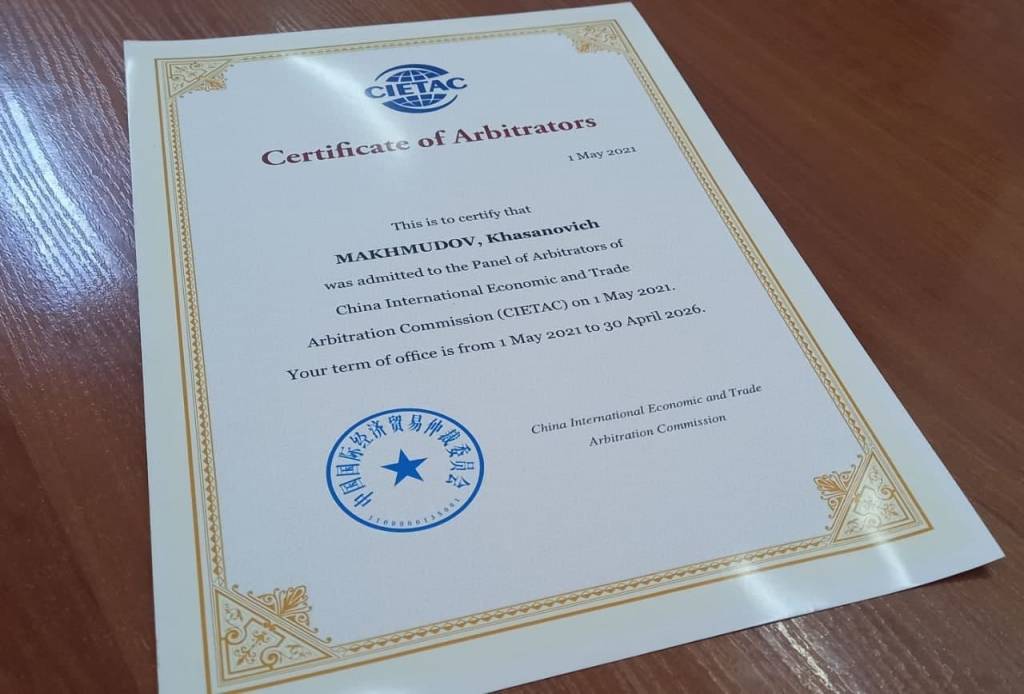 CIETAC
Certificate of Arbitrators
1 May 2021
This is to certify that
MAKHMUDOV, Khasanovich
was admitted to the Panel of Arbitrators of
China International Economic and Trade
Arbitration Commission (CIETAC) on 1 May 2021.
Your term of office is from 1 May 2021 to 30 April 2026.
China International Economic and Trade
Arbitration Commission
中国国际经济贸易仲裁委员会